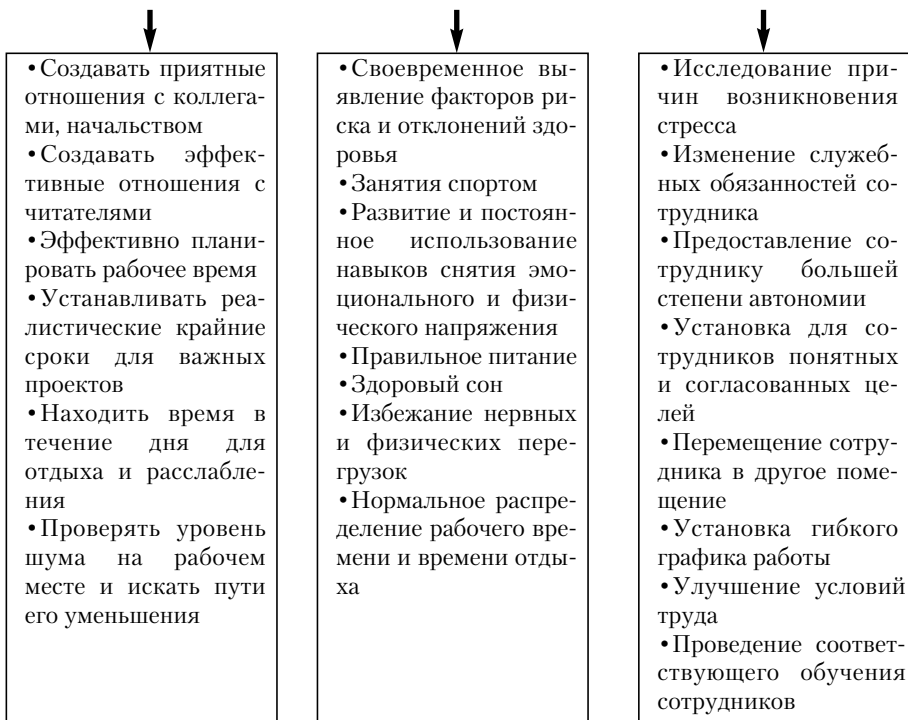 •Создавать приятные
отношения с коллега-
ми, начальством
•Создавать эффек-
тивные отношения с
читателями
•Эффективно плани-
ровать рабочее время
•Устанавливать реа-
листические крайние
сроки для важных
проектов
•Находить время в
течение дня для
отдыха и расслабле-
ния
•Проверять уровень
шума на рабочем
месте и искать пути
его уменьшения
•Своевременное вы-
явление факторов ри-
ска и отклонений здо-
ровья
•Занятия спортом
•Развитие и постоян-
ное использование
навыков снятия эмо-
ционального и физи-
ческого напряжения
•Правильное питание
•Здоровый сон
•Избежание нервных
и физических пере-
грузок
•Нормальное распре-
деление рабочего вре-
мени и времени отды-
ха
•Исследование при-
чин возникновения
стресса
•Изменение служеб-
ных обязанностей со-
трудника
•Предоставление со-
труднику большей
степени автономии
•Установка для со-
трудников понятных
и согласованных це-
лей
•Перемещение сотру-
дника в другое поме-
щение
•Установка гибкого
графика работы
•Улучшение условий
труда
•Проведение соответ-
ствующего обучения
сотрудников